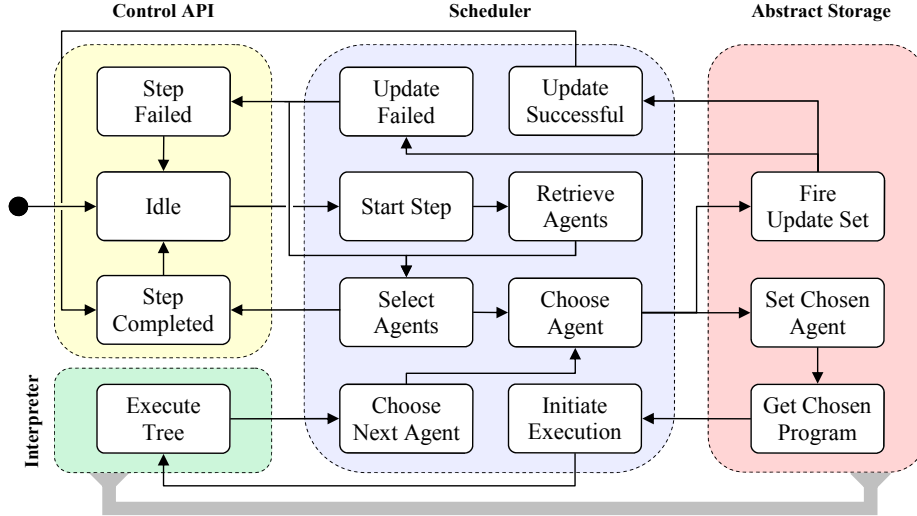 Control API
Scheduler
Abstract Storage
Step
Failed
Update
Failed
Update
Successful
Idle
Start Step
Retrieve
Agents
Fire
Update Set
Step
Completed
Select
Agents
Choose
Agent
Set Chosen
Agent
Interpreter
Execute
Tree
Choose
Next Agent
Initiate
Execution
Get Chosen
Program